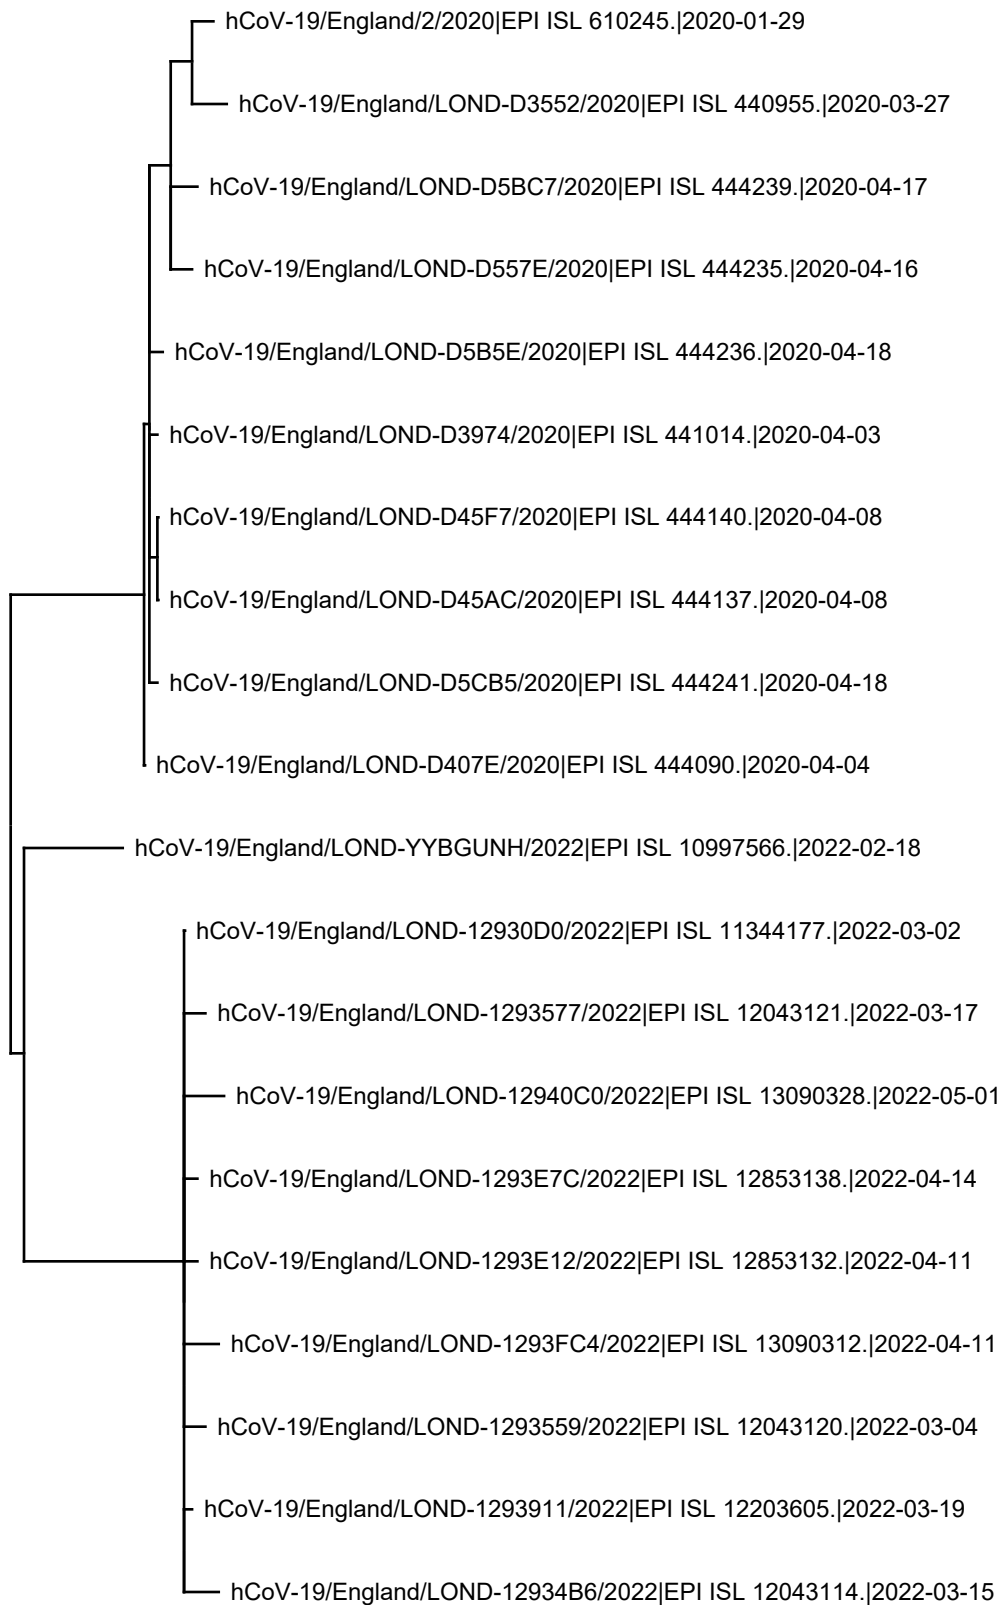 hCoV-19/England/2/2020|EPI ISL 610245.|2020-01-29
hCoV-19/England/LOND-D3552/2020|EPI ISL 440955.|2020-03-27
hCoV-19/England/LOND-D5BC7/2020|EPI ISL 444239.|2020-04-17
hCoV-19/England/LOND-D557E/2020|EPI ISL 444235.|2020-04-16
hCoV-19/England/LOND-D5B5E/2020|EPI ISL 444236.|2020-04-18
hCoV-19/England/LOND-D3974/2020|EPI ISL 441014.|2020-04-03
hCoV-19/England/LOND-D45F7/2020|EPI ISL 444140.|2020-04-08
hCoV-19/England/LOND-D45AC/2020|EPI ISL 444137.|2020-04-08
hCoV-19/England/LOND-D5CB5/2020|EPI ISL 444241.|2020-04-18
hCoV-19/England/LOND-D407E/2020|EPI ISL 444090.|2020-04-04
hCoV-19/England/LOND-YYBGUNH/2022|EPI ISL 10997566.|2022-02-18
hCoV-19/England/LOND-12930D0/2022|EPI ISL 11344177.|2022-03-02
hCoV-19/England/LOND-1293577/2022|EPI ISL 12043121.|2022-03-17
hCoV-19/England/LOND-12940C0/2022|EPI ISL 13090328.|2022-05-01
hCoV-19/England/LOND-1293E7C/2022|EPI ISL 12853138.|2022-04-14
hCoV-19/England/LOND-1293E12/2022|EPI ISL 12853132.|2022-04-11
hCoV-19/England/LOND-1293FC4/2022|EPI ISL 13090312.|2022-04-11
hCoV-19/England/LOND-1293559/2022|EPI ISL 12043120.|2022-03-04
hCoV-19/England/LOND-1293911/2022|EPI ISL 12203605.|2022-03-19
hCoV-19/England/LOND-12934B6/2022|EPI ISL 12043114.|2022-03-15